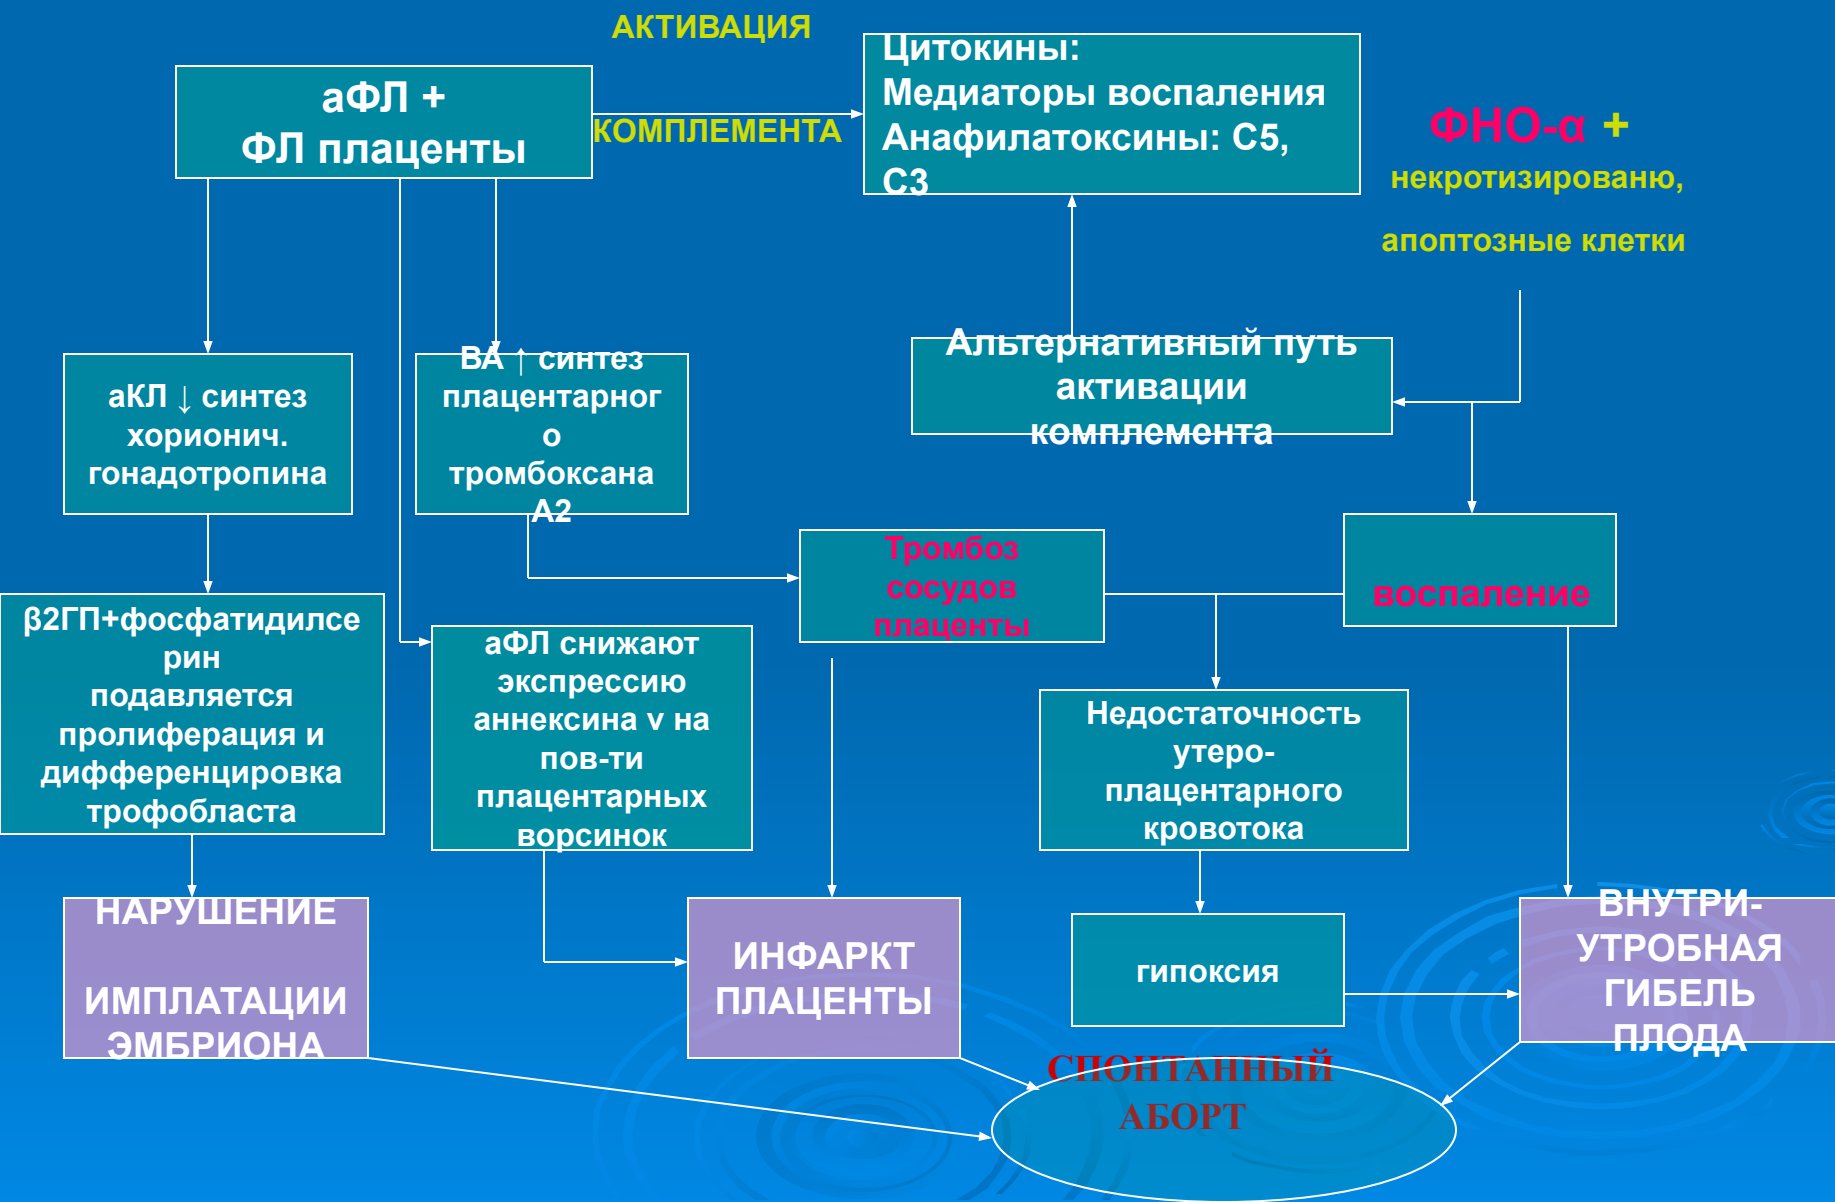 АКТИВАЦИЯ
КОМПЛЕМЕНТА
аФЛ +
ФЛ плаценты
Цитокины:
Медиаторы воспаления
Анафилатоксины: С5,
С3
ФНО-α +
некротизированю,
апоптозные клетки
Альтернативный путь
активации
комплемента
аКЛ ↓ синтез
хорионич.
гонадотропина
ВА ↑ синтез
плацентарног
о
тромбоксана
А2
Тромбоз
сосудов
плаценты
воспаление
β2ГП+фосфатидилсе
рин
подавляется
пролиферация и
дифференцировка
трофобласта
аФЛ снижают
экспрессию
аннексина v на
пов-ти
плацентарных
ворсинок
Недостаточность
утеро-
плацентарного
кровотока
НАРУШЕНИЕ
ИМПЛАТАЦИИ
ЭМБРИОНА
ИНФАРКТ
ПЛАЦЕНТЫ
гипоксия
ВНУТРИ-
УТРОБНАЯ
ГИБЕЛЬ
ПЛОДА
СПОНТАННЫЙ
АБОРТ